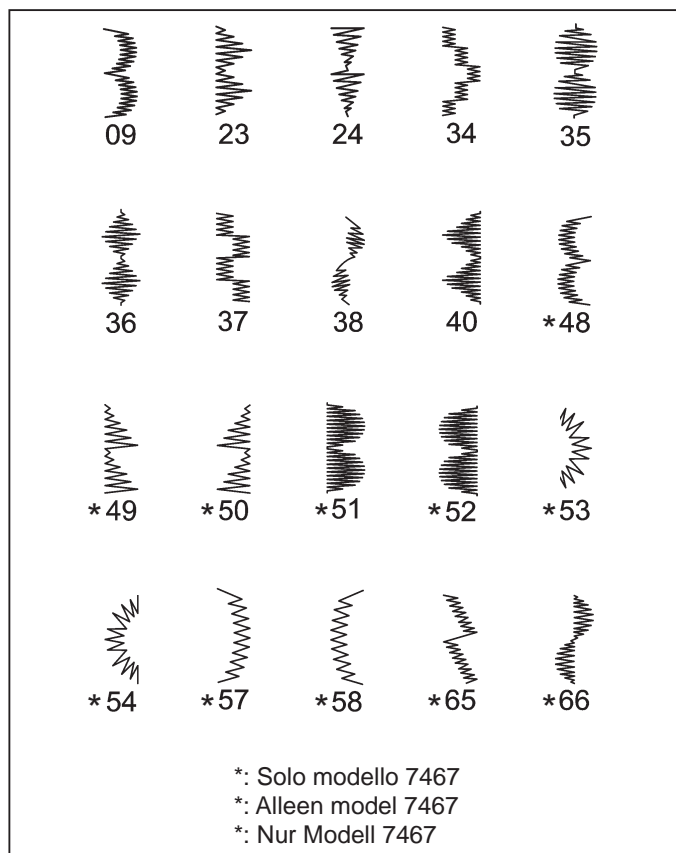 09 23 24 34 35
36 37 38 40 *48
*49 *50 *51 *52 *53
*54 *57 *58 *65 *66
*: Solo modello 7467
*: Alleen model 7467
*: Nur Modell 7467